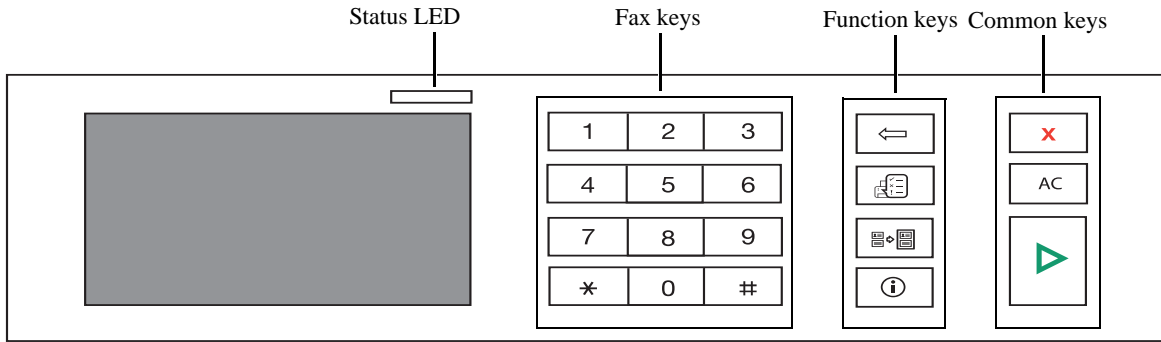 Status LED Fax keys Function keys Common keys
1 2 3 X
4 5 6 AC
7 8 9
* 0 #